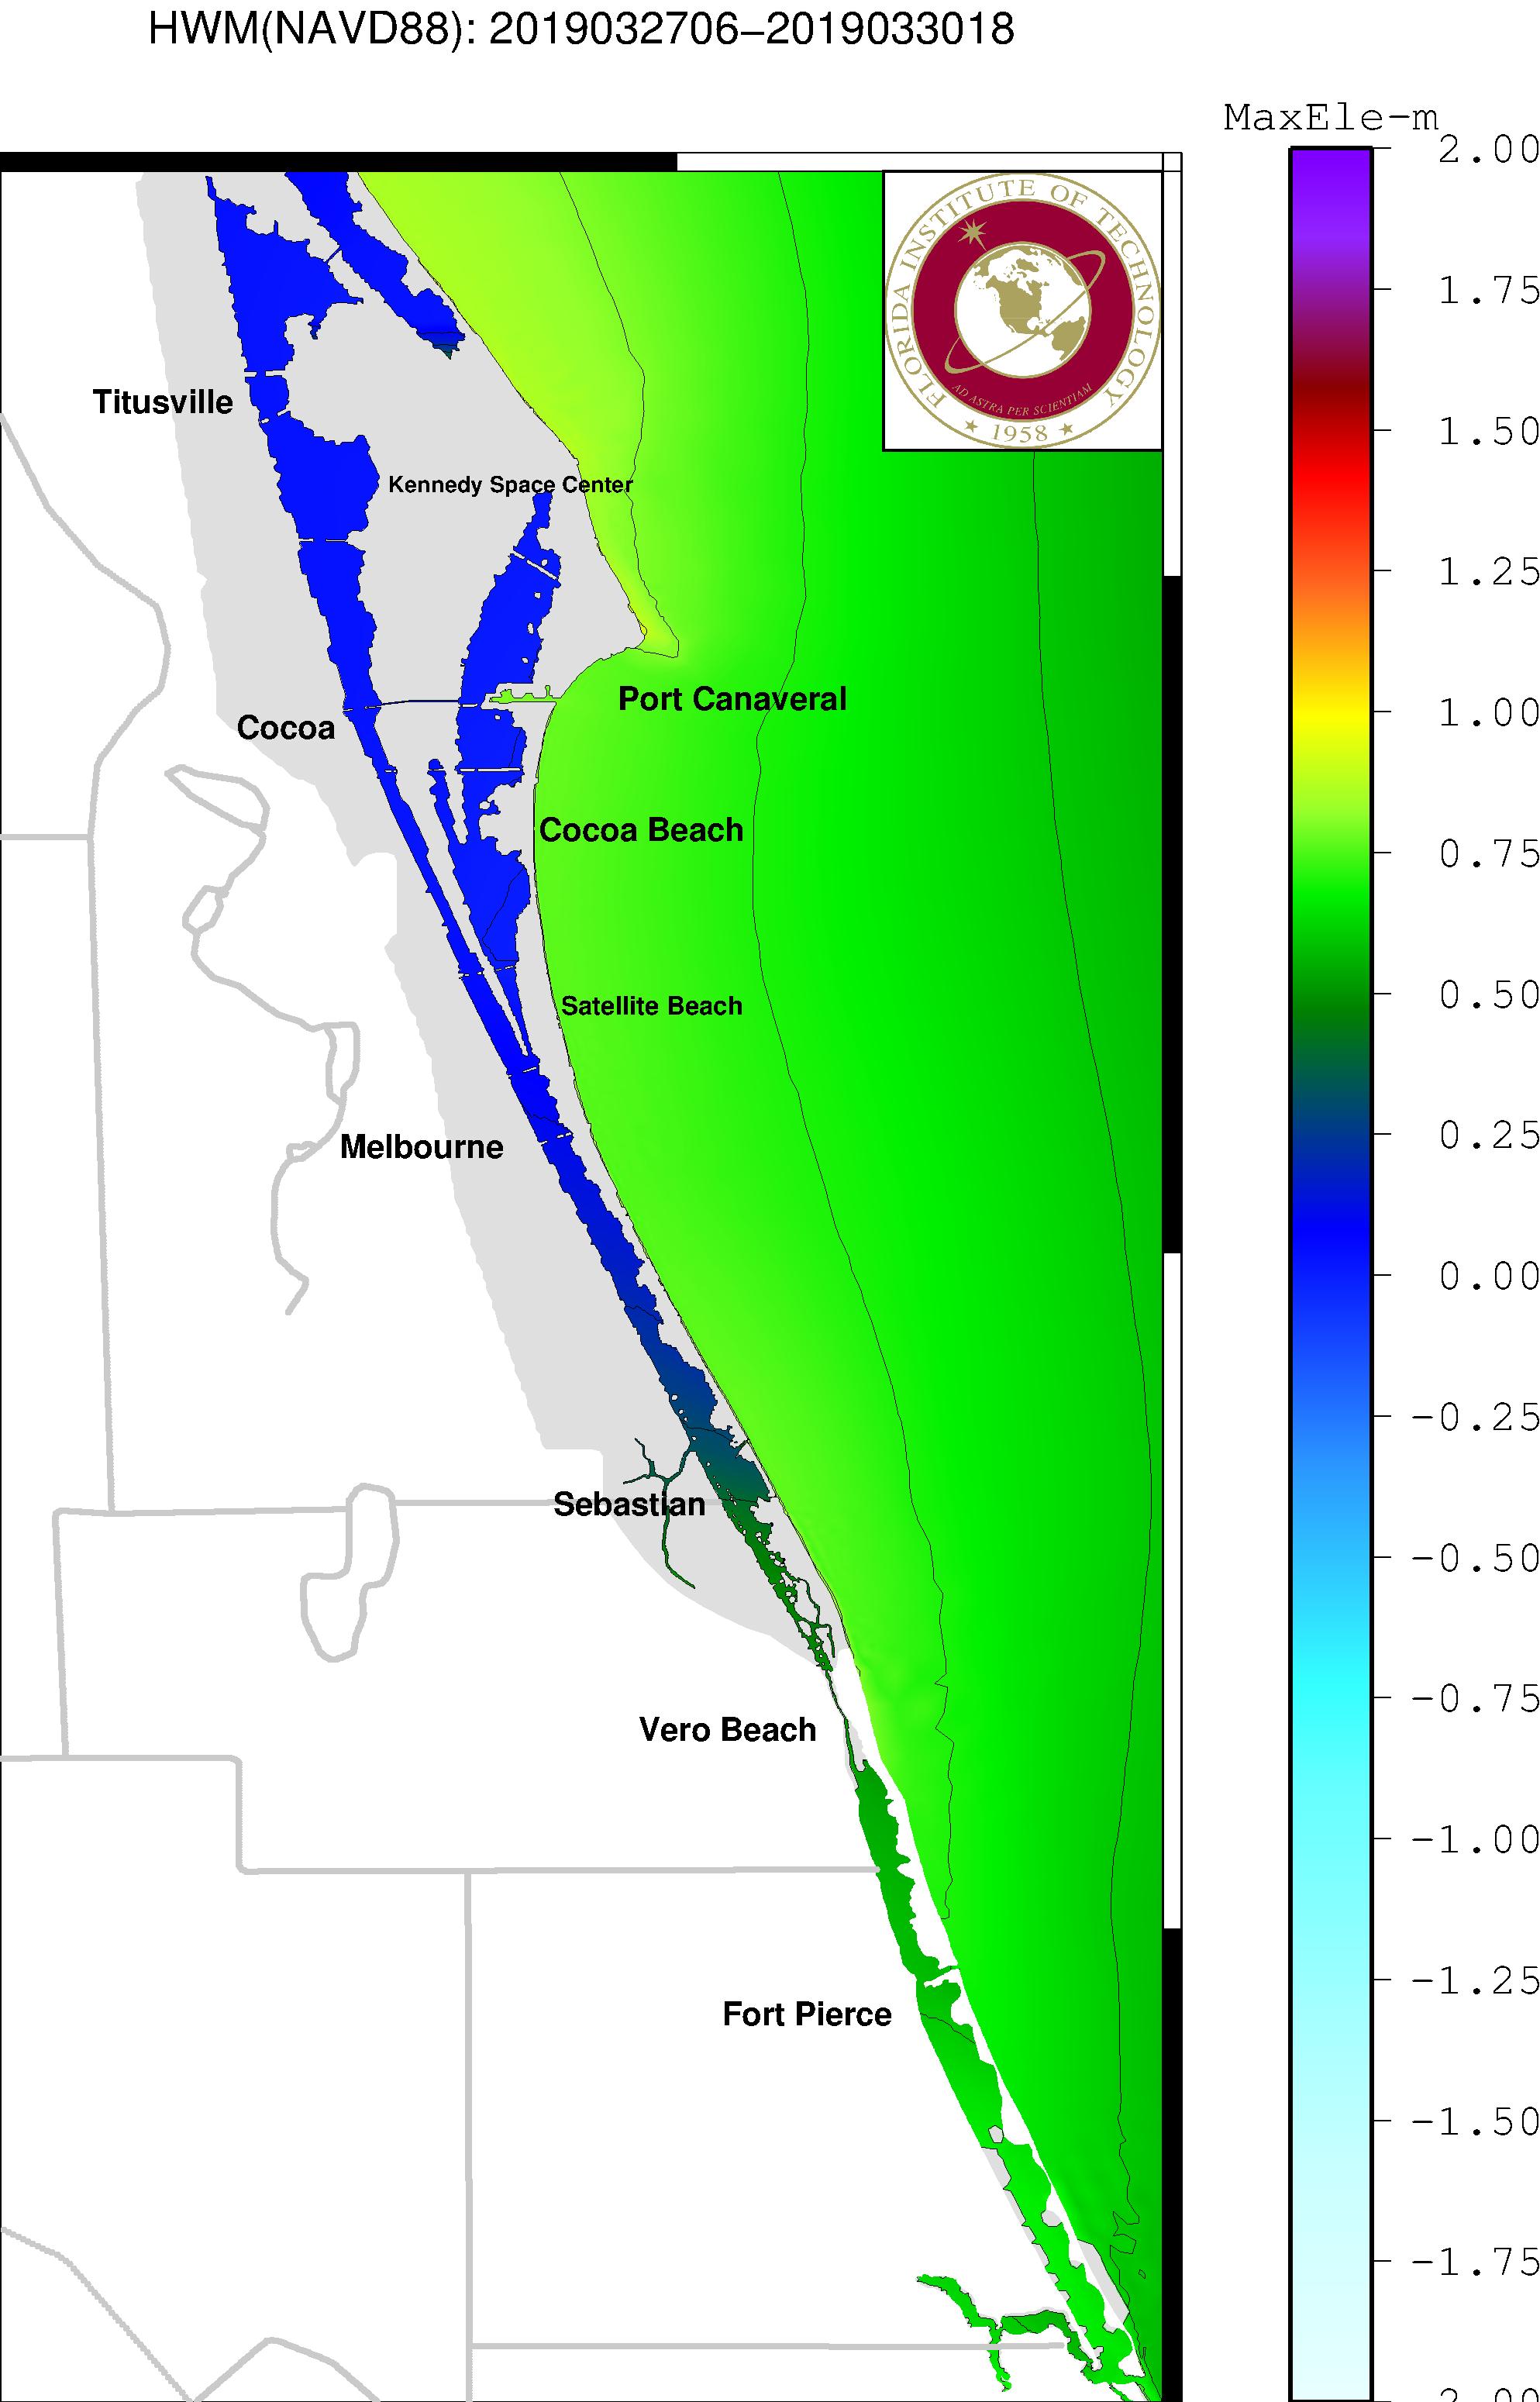 HWM(NAVD88): 2019032706–2019033018
MaxEle-m
2.00
1.75
1.50
1.25
1.00
0.75
0.50
0.25
0.00
-0.25
-0.50
-0.75
-1.00
-1.25
-1.50
-1.75
-2.00
FLORIDA INSTITUTE OF TECHNOLOGY
AD ASTRA PER SCIENTIAM
1958
Titusville
Kennedy Space Center
Port Canaveral
Cocoa
Cocoa Beach
Satellite Beach
Melbourne
Sebastian
Vero Beach
Fort Pierce